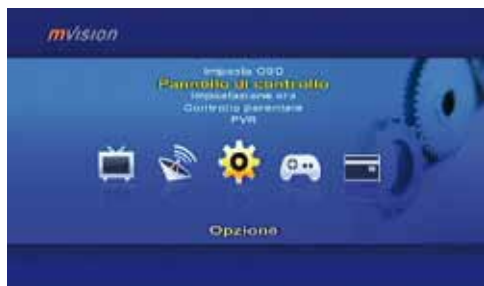 mvision
Imposta OSD
Pannello di controllo
Impostazione ora
Controllo parentale
PVR
Opzione